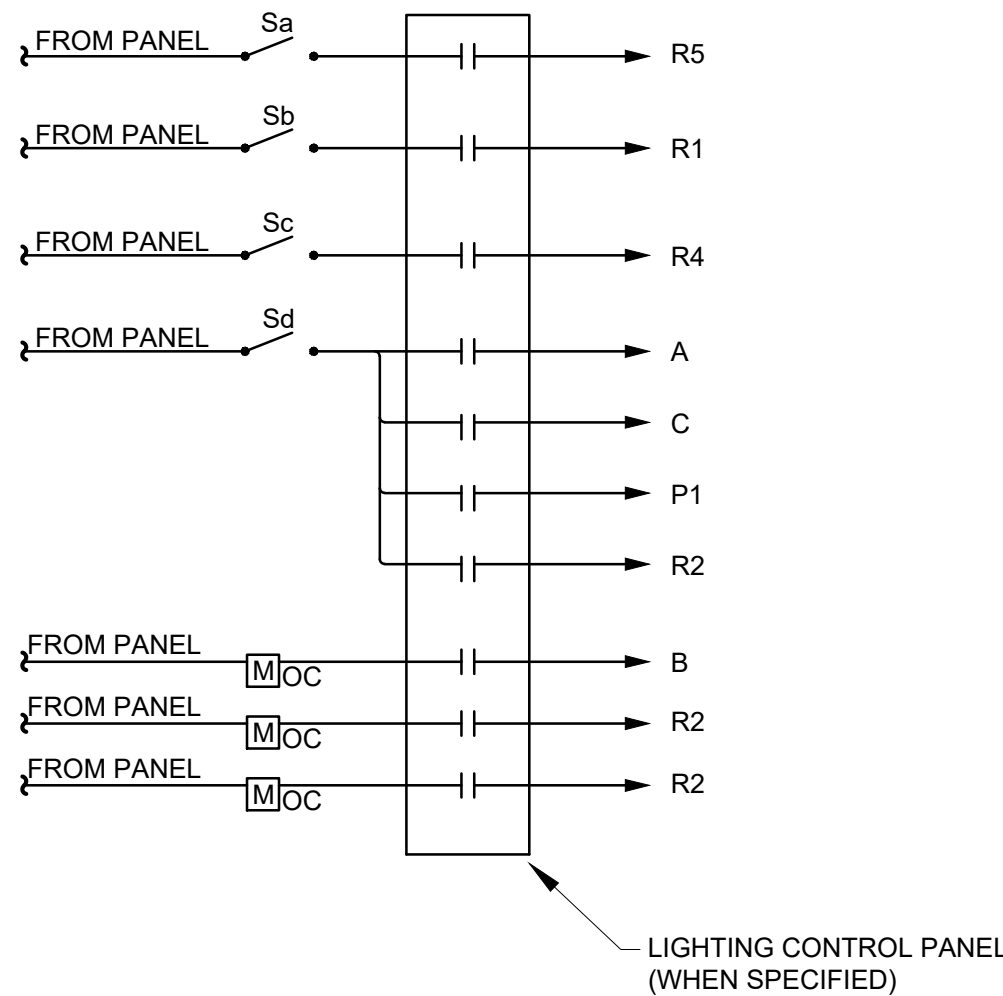 Sa
FROM PANEL
R5
Sb
FROM PANEL
R1
Sc
FROM PANEL
R4
Sd
FROM PANEL
A
C
P1
R2
FROM PANEL
M OC
B
FROM PANEL
M OC
R2
FROM PANEL
M OC
R2
LIGHTING CONTROL PANEL
(WHEN SPECIFIED)